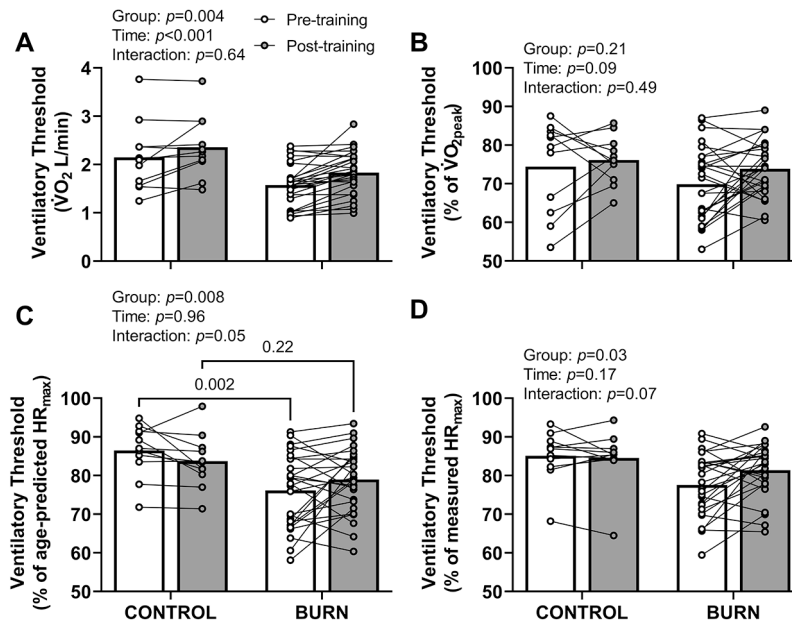 A
Group: p=0.004
Time: p<0.001
Interaction: p=0.64
Pre-training
Post-training
Ventilatory Threshold
(V̇O2 L/min)
4
3
2
1
0
B
Group: p=0.21
Time: p=0.09
Interaction: p=0.49
Ventilatory Threshold
(% of V̇O2peak)
100
90
80
70
60
50
C
Group: p=0.008
Time: p=0.96
Interaction: p=0.05
0.22
0.002
Ventilatory Threshold
(% of age-predicted HRmax)
100
90
80
70
60
50
CONTROL
BURN
D
Group: p=0.03
Time: p=0.17
Interaction: p=0.07
Ventilatory Threshold
(% of measured HRmax)
100
90
80
70
60
50
CONTROL
BURN